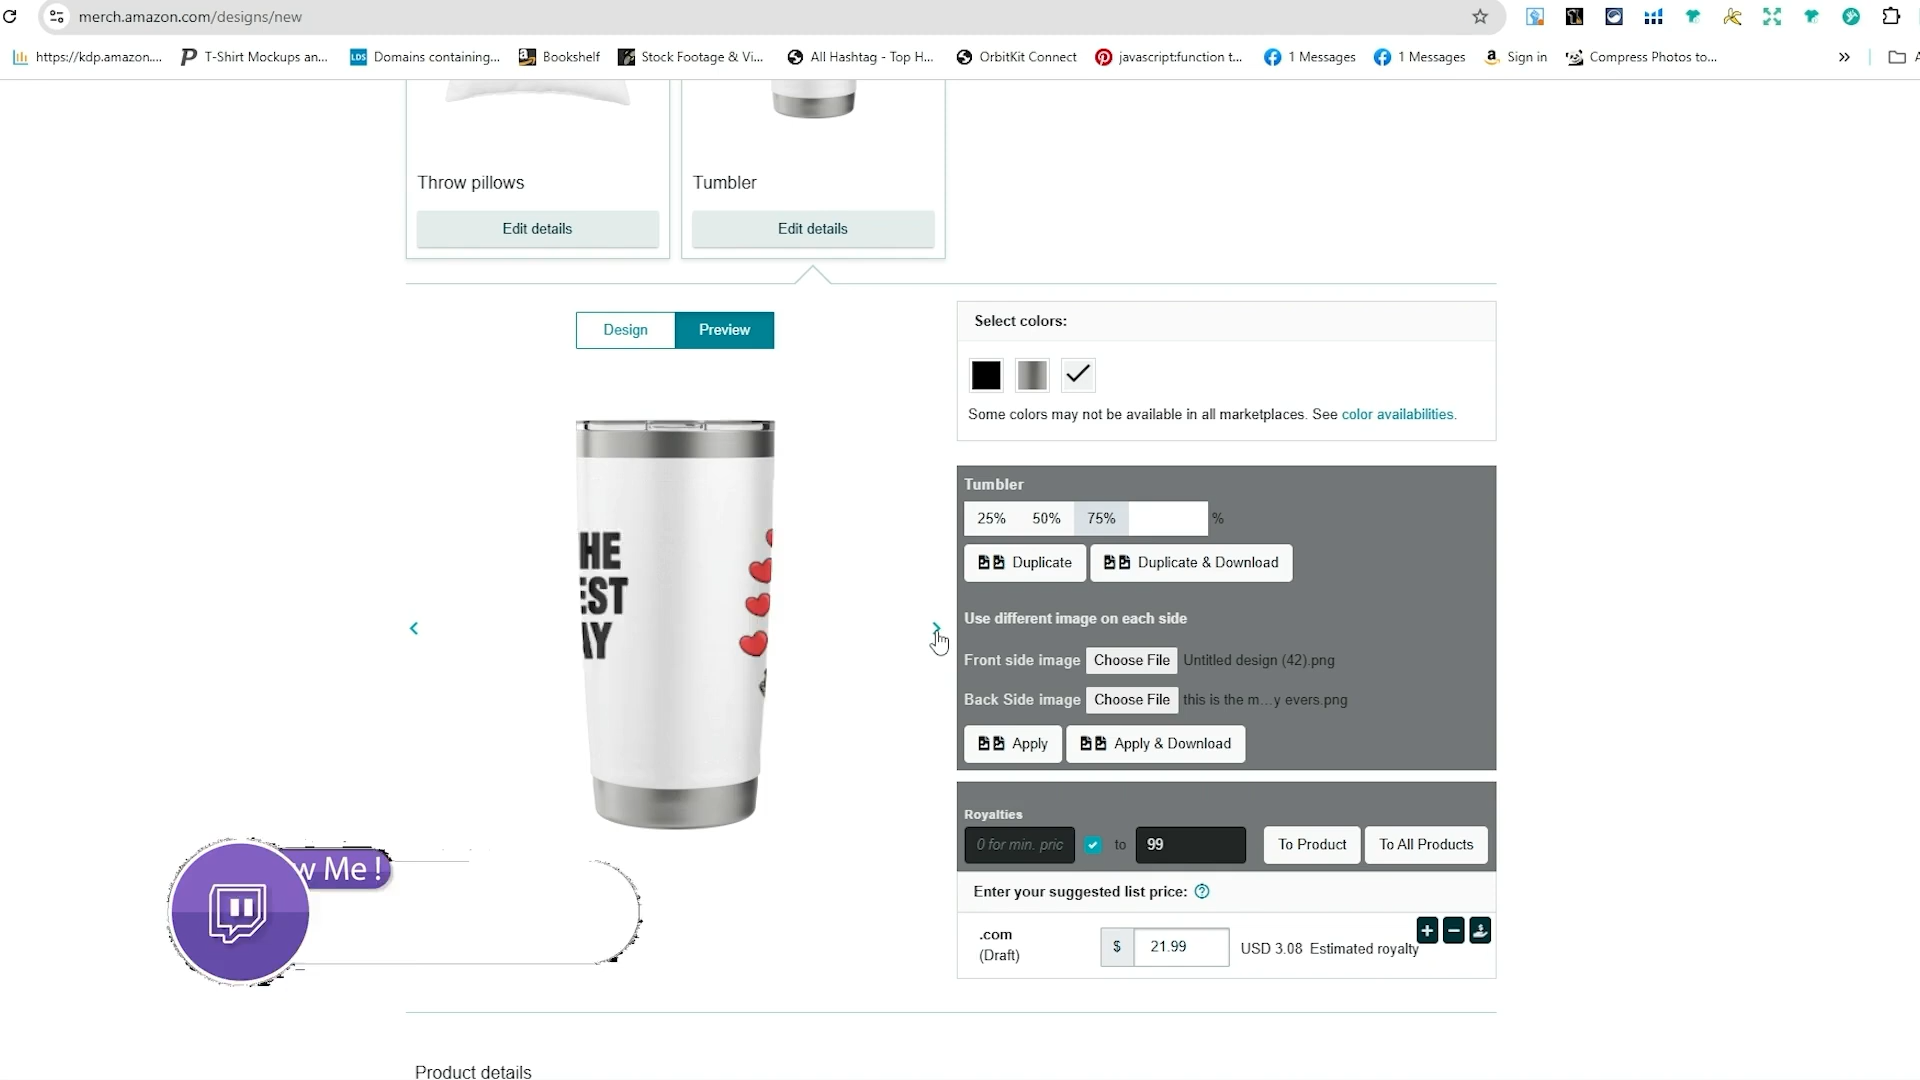 merch.amazon.com/designs/new
https://kdp.amazon....
T-Shirt Mockups an...
LDS
Domains containing...
Bookshelf
Stock Footage & Vi...
All Hashtag - Top H...
OrbitKit Connect
javascript:function t...
1 Messages
1 Messages
Sign in
Compress Photos to...
Throw pillows
Tumbler
Edit details
Edit details
Design
Preview
Select colors:
Some colors may not be available in all marketplaces. See color availabilities.
HE
EST
AY
Tumbler
25%
50%
75%
%
Duplicate
Duplicate & Download
Use different image on each side
Front side image
Choose File
Untitled design (42).png
Back Side image
Choose File
this is the m...y evers.png
Apply
Apply & Download
Royalties
0 for min. pric
to
99
To Product
To All Products
Enter your suggested list price:
.com
(Draft)
$
21.99
USD 3.08 Estimated royalty
w Me !
Product details